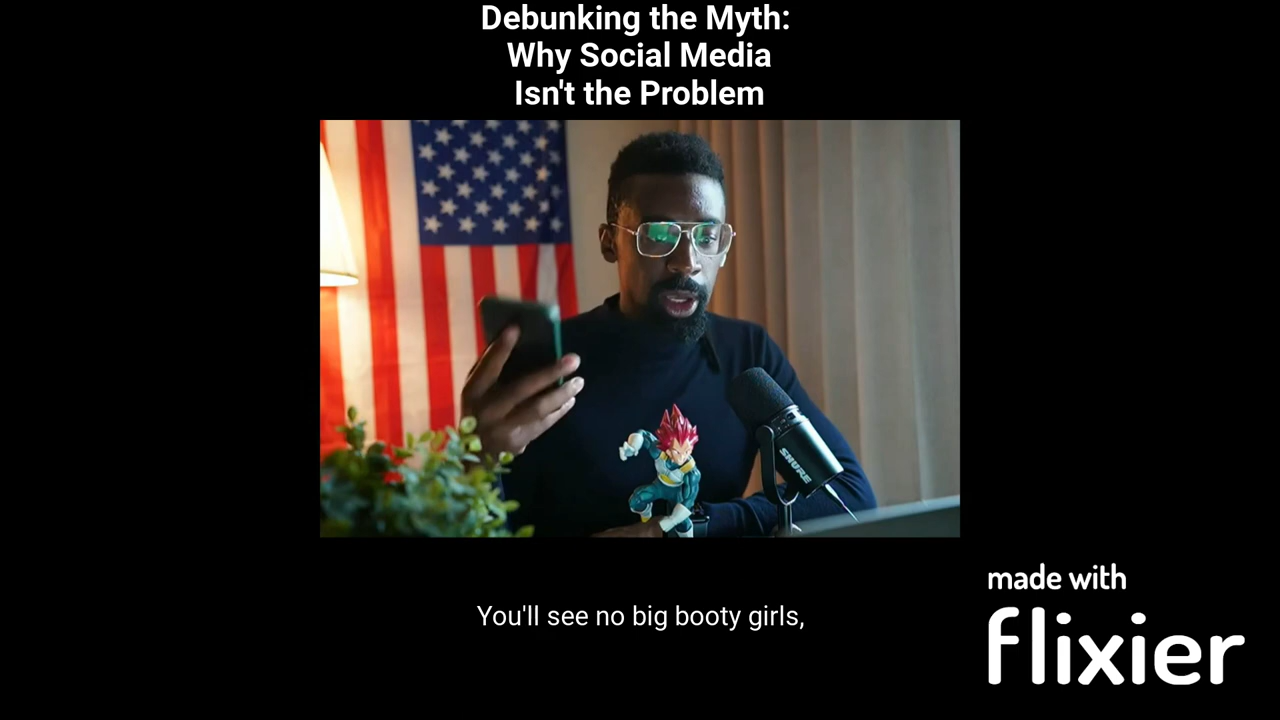 Debunking the Myth:
Why Social Media
Isn't the Problem
SHURE
You'll see no big booty girls,
made with
flixier